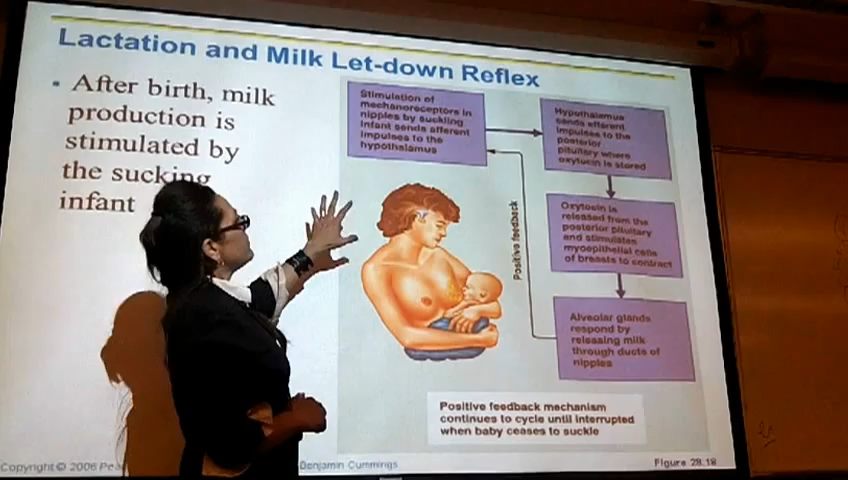 Lactation and Milk Let-down Reflex
• After birth, milk
production is
stimulated by
the sucking
infant
Stimulation of
mechanoreceptors in
nipples by suckling
infant sends afferent
impulses to the
hypothalamus
Hypothalamus
sends efferent
impulses to the
posterior
pituitary where
oxytocin is stored
Oxytocin is
released from the
posterior pituitary
and stimulates
myoepithelial cells
of breasts to contract
Positive feedback
Alveolar glands
respond by
releasing milk
through ducts of
nipples
Positive feedback mechanism
continues to cycle until interrupted
when baby ceases to suckle
Copyright © 2006 Pe
Benjamin Cummings
Figure 28.18